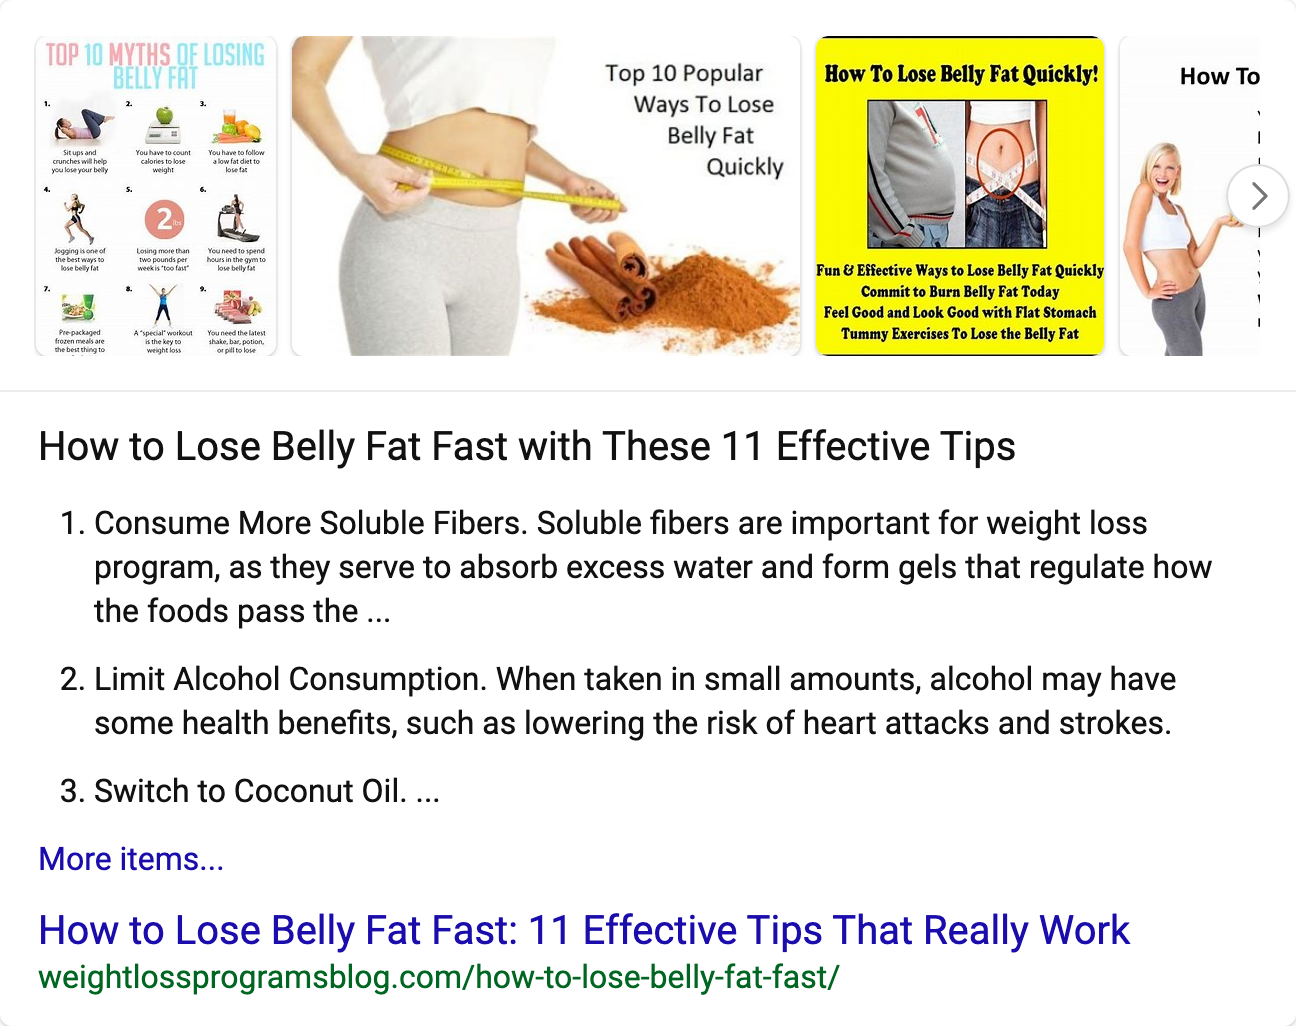 TOP 10 MYTHS OF LOSING
BELLY FAT
1.
Sit ups and
crunches will help
you lose your belly
2.
You have to count
calories to lose
weight
3.
You have to follow
a low fat diet to
lose fat
4.
Jogging is one of
the best ways to
lose belly fat
5.
2 lbs
Losing more than
two pounds per
week is "too fast"
6.
You need to spend
hours in the gym to
lose belly fat
7.
Pre-packaged
frozen meals are
the best thing to
8.
A "special" workout
is the key to
weight loss
9.
You need the latest
shake, bar, potion,
or pill to lose
Top 10 Popular
Ways To Lose
Belly Fat
Quickly
How To Lose Belly Fat Quickly!
Fun & Effective Ways to Lose Belly Fat Quickly
Commit to Burn Belly Fat Today
Feel Good and Look Good with Flat Stomach
Tummy Exercises To Lose the Belly Fat
How To
How to Lose Belly Fat Fast with These 11 Effective Tips
1. Consume More Soluble Fibers. Soluble fibers are important for weight loss
program, as they serve to absorb excess water and form gels that regulate how
the foods pass the ...
2. Limit Alcohol Consumption. When taken in small amounts, alcohol may have
some health benefits, such as lowering the risk of heart attacks and strokes.
3. Switch to Coconut Oil. ...
More items...
How to Lose Belly Fat Fast: 11 Effective Tips That Really Work
weightlossprogramsblog.com/how-to-lose-belly-fat-fast/